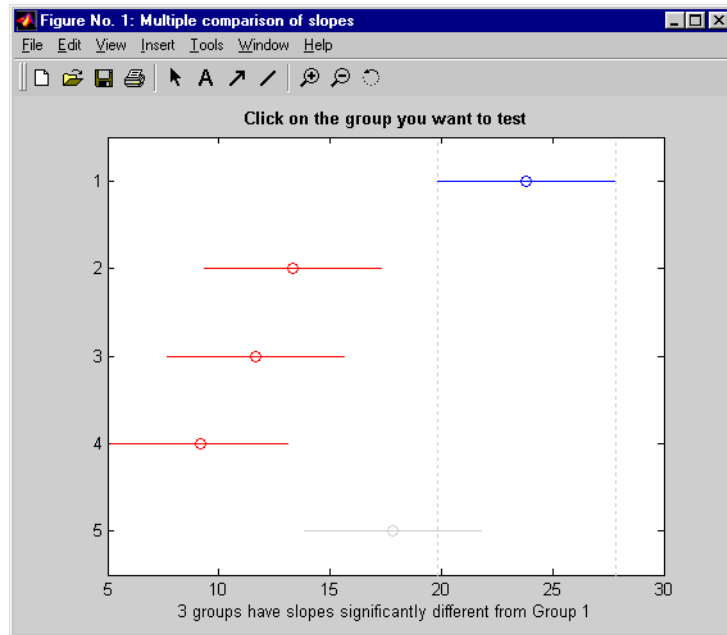 Figure No. 1: Multiple comparison of slopes
File Edit View Insert Tools Window Help
A
Click on the group you want to test
1
2
3
4
5
5 10 15 20 25 30
3 groups have slopes significantly different from Group 1